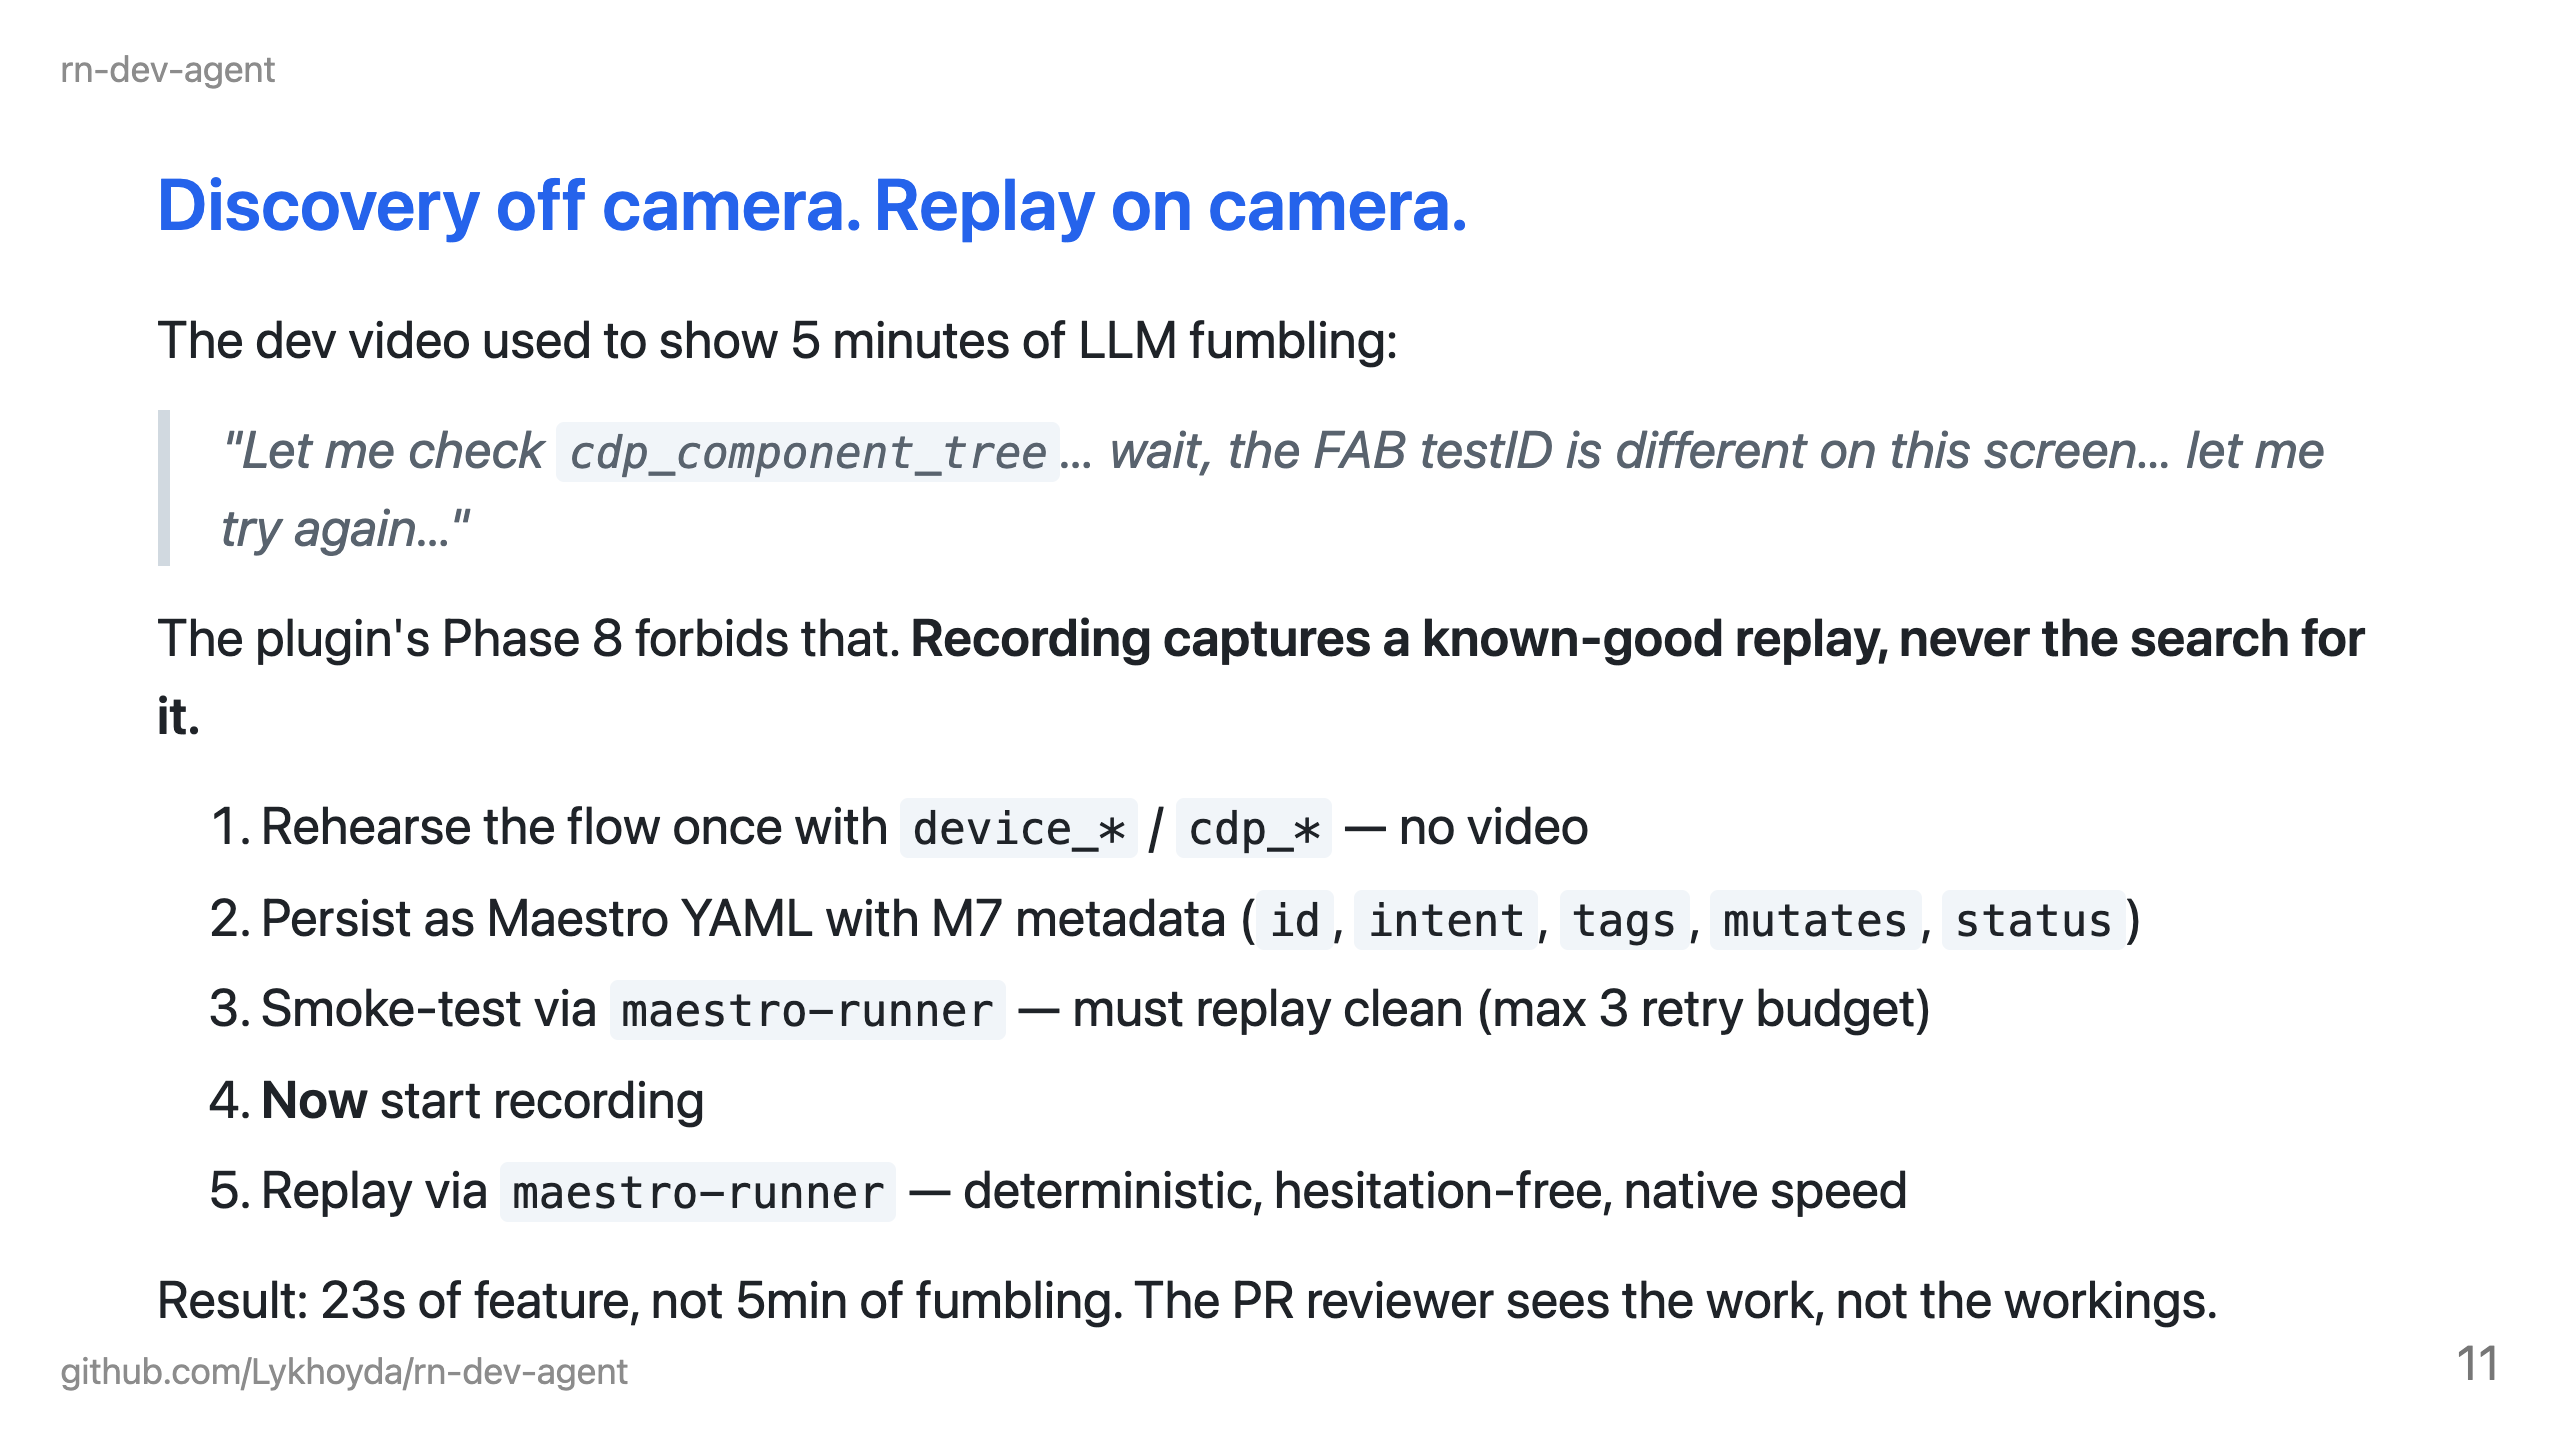 rn-dev-agent
Discovery off camera. Replay on camera.
The dev video used to show 5 minutes of LLM fumbling:
"Let me check cdp_component_tree… wait, the FAB testID is different on this screen… let me
try again…"
The plugin's Phase 8 forbids that. Recording captures a known-good replay, never the search for
it.
1. Rehearse the flow once with device_* / cdp_* — no video
2. Persist as Maestro YAML with M7 metadata (id, intent, tags, mutates, status)
3. Smoke-test via maestro-runner — must replay clean (max 3 retry budget)
4. Now start recording
5. Replay via maestro-runner — deterministic, hesitation-free, native speed
Result: 23s of feature, not 5min of fumbling. The PR reviewer sees the work, not the workings.
github.com/Lykhoyda/rn-dev-agent
11